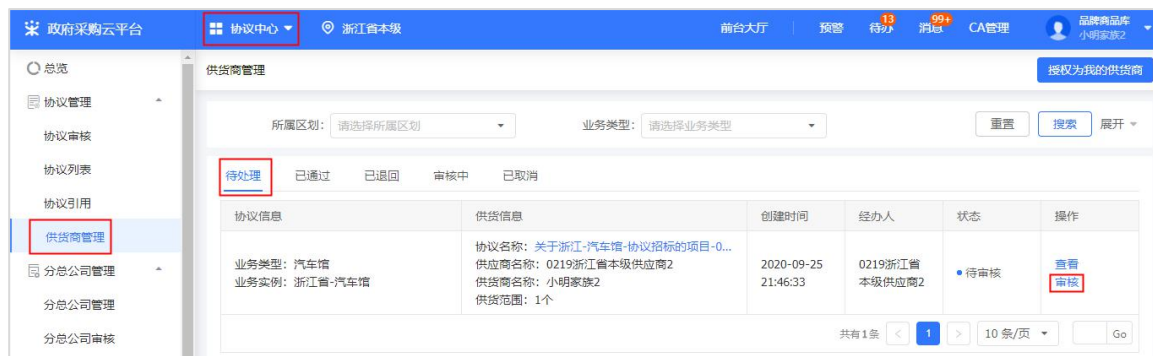 政府采购云平台
协议中心
浙江省本级
前台大厅
预警
待办
13
消息
99+
CA管理
品牌商品库
小明家族2
总览
协议管理
协议审核
协议列表
协议引用
供货商管理
分总公司管理
分总公司管理
分总公司审核
供货商管理
授权为我的供货商
所属区划：
请选择所属区划
业务类型：
请选择业务类型
重置
搜索
展开
待处理
已通过
已退回
审核中
已取消
协议信息
供货信息
创建时间
经办人
状态
操作
业务类型：汽车馆
业务实例：浙江省-汽车馆
协议名称：关于浙江-汽车馆-协议招标的项目-0...
供应商名称：0219浙江省本级供应商2
供货商名称：小明家族2
供货范围：1个
2020-09-25
21:46:33
0219浙江省
本级供应商2
待审核
查看
审核
共有1条
<
1
>
10 条/页
Go